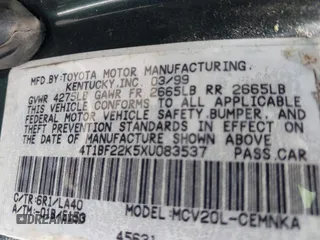 MFD. BY: TOYOTA MOTOR MANUFACTURING.
KENTUCKY.INC. 03/99
GVWR 4275LB GAWR FR 2665LB RR 2665LB
THIS VEHICLE CONFORMS TO ALL APPLICABLE
FEDERAL MOTOR VEHICLE SAFETY, BUMPER, AND
THEFT PREVENTION STANDARDS IN EFFECT ON
THE DATE OF MANUFACTURE SHOWN ABOVE.
4T1BF22K5XU083537 PASS.CAR
C/TR:6R1/LA40
A/TM: MODEL:MCV20L-CEMNKA